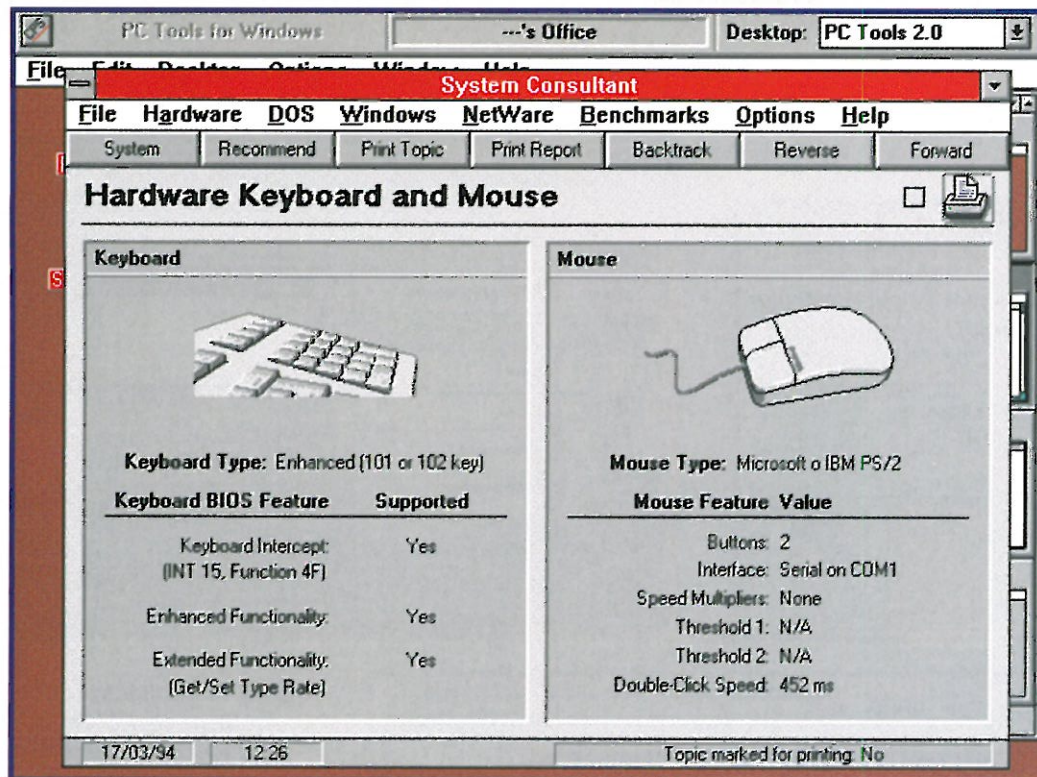 PC Tools for Windows ---'s Office Desktop: PC Tools 2.0
File Edit Desktop Options Window Help
System Consultant
File Hardware DOS Windows NetWare Benchmarks Options Help
System Recommend Print Topic Print Report Backtrack Reverse Forward
Hardware Keyboard and Mouse
Keyboard
Keyboard Type: Enhanced (101 or 102 key)
Keyboard BIOS Feature Supported
Keyboard Intercept: Yes
(INT 15, Function 4F)
Enhanced Functionality: Yes
Extended Functionality: Yes
(Get/Set Type Rate)
Mouse
Mouse Type: Microsoft o IBM PS/2
Mouse Feature Value
Buttons: 2
Interface: Serial on COM1
Speed Multipliers: None
Threshold 1: N/A
Threshold 2: N/A
Double-Click Speed: 452 ms
17/03/94 12:26 Topic marked for printing: No